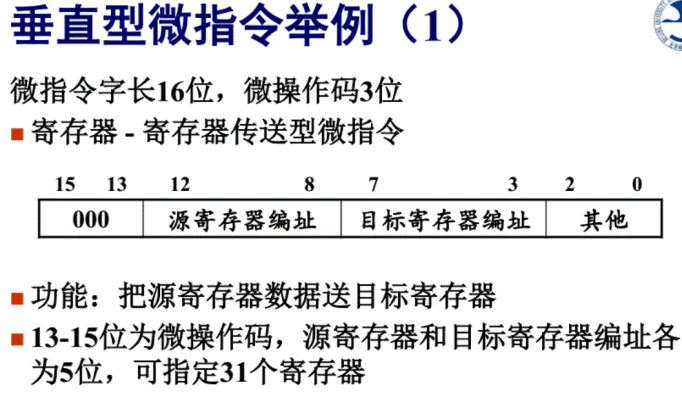 垂直型微指令举例（1）
微指令字长16位，微操作码3位
寄存器 - 寄存器传送型微指令
15 13 12 8 7 3 2 0
000 源寄存器编址 目标寄存器编址 其他
功能：把源寄存器数据送目标寄存器
13-15位为微操作码，源寄存器和目标寄存器编址各
为5位，可指定31个寄存器